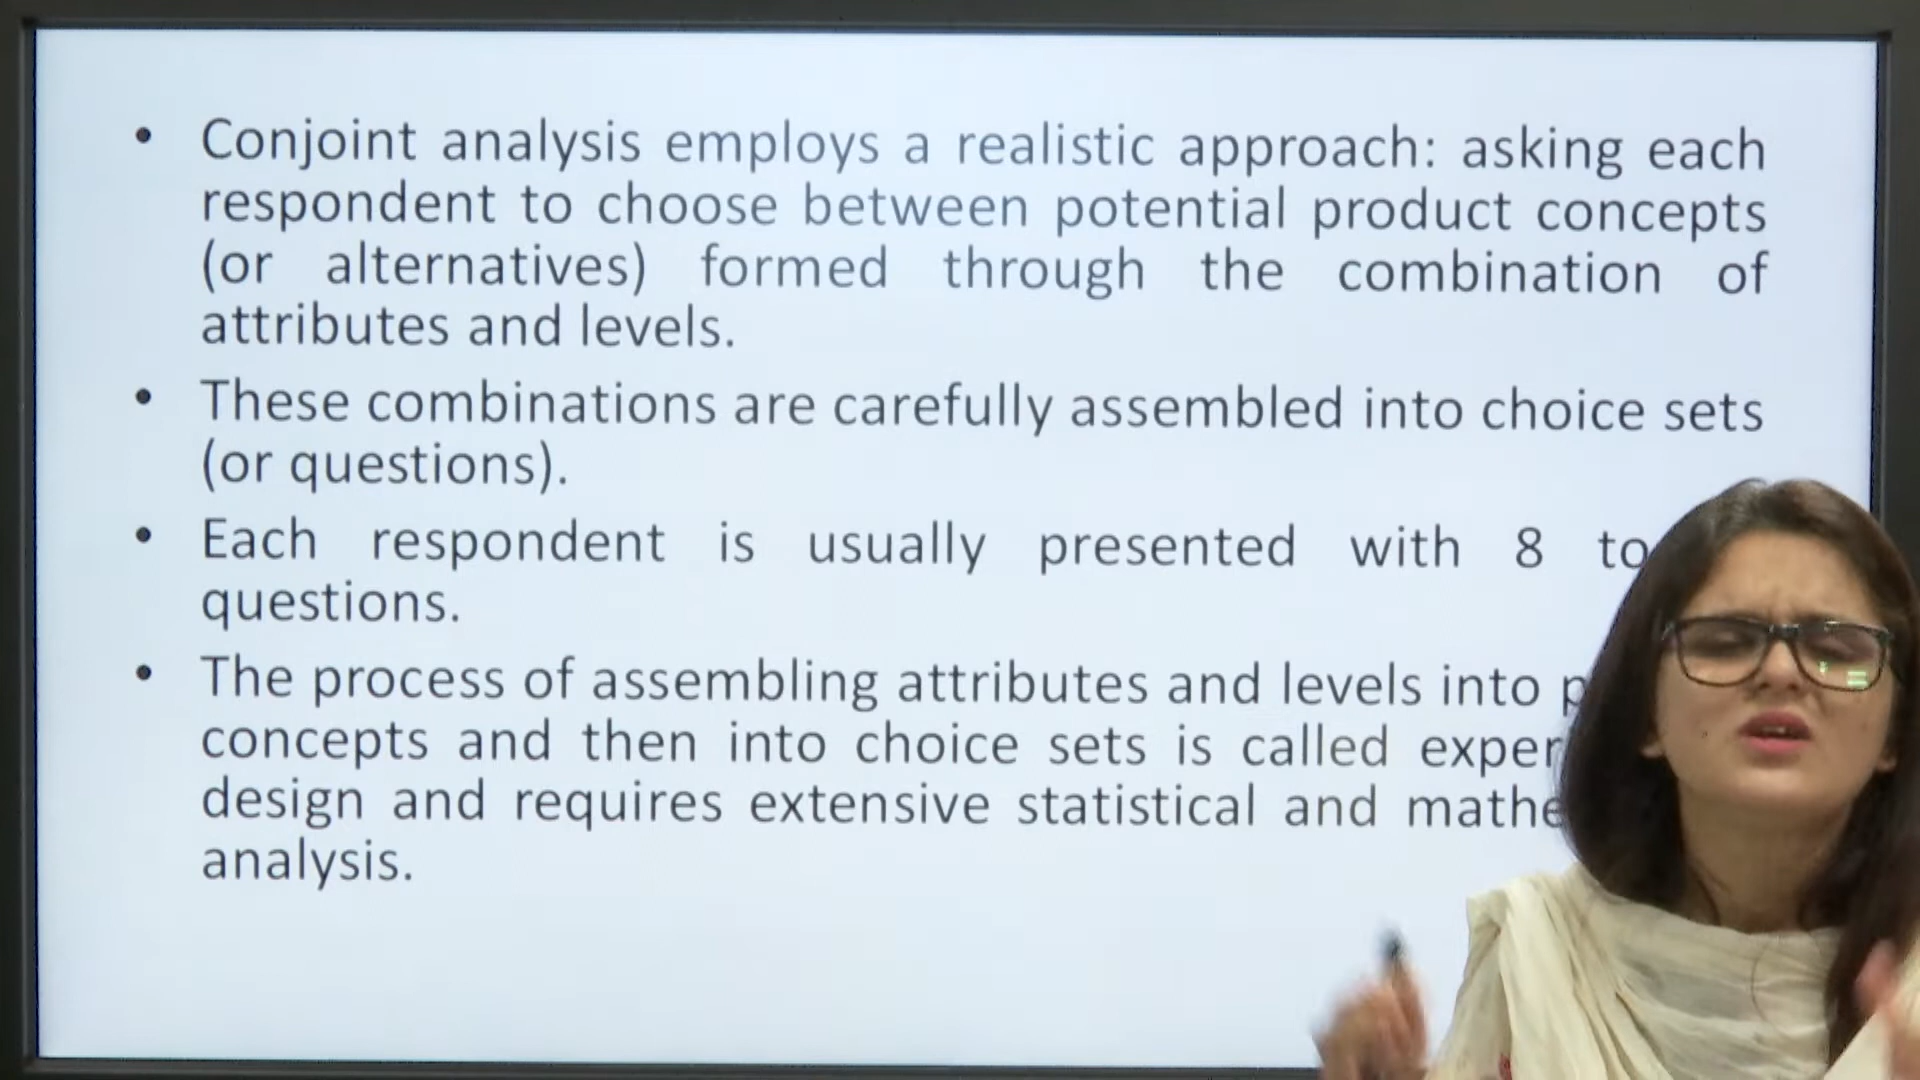 • Conjoint analysis employs a realistic approach: asking each
respondent to choose between potential product concepts
(or alternatives) formed through the combination of
attributes and levels.
• These combinations are carefully assembled into choice sets
(or questions).
• Each respondent is usually presented with 8 to
questions.
• The process of assembling attributes and levels into
concepts and then into choice sets is called
design and requires extensive statistical and
analysis.